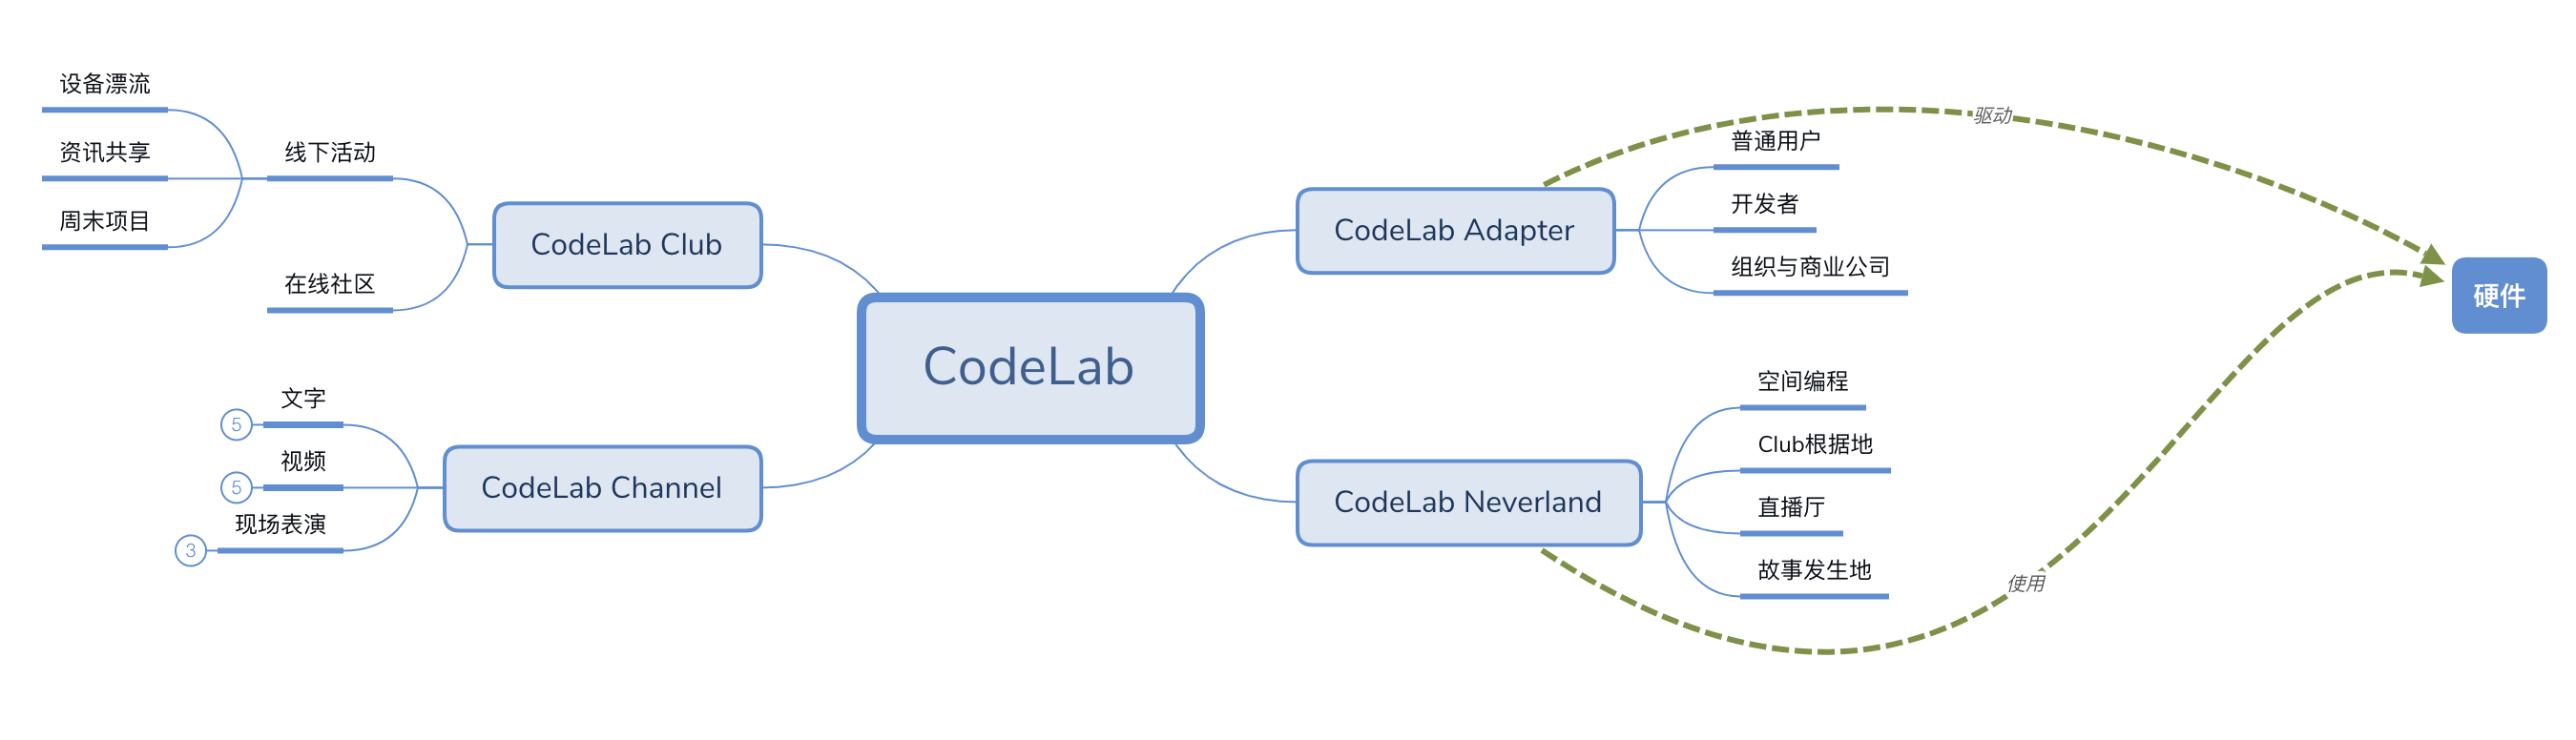 设备漂流
资讯共享
周末项目
线下活动
在线社区
CodeLab Club
文字
5
视频
5
现场表演
3
CodeLab Channel
CodeLab
CodeLab Adapter
普通用户
开发者
组织与商业公司
CodeLab Neverland
空间编程
Club根据地
直播厅
故事发生地
驱动
使用
硬件